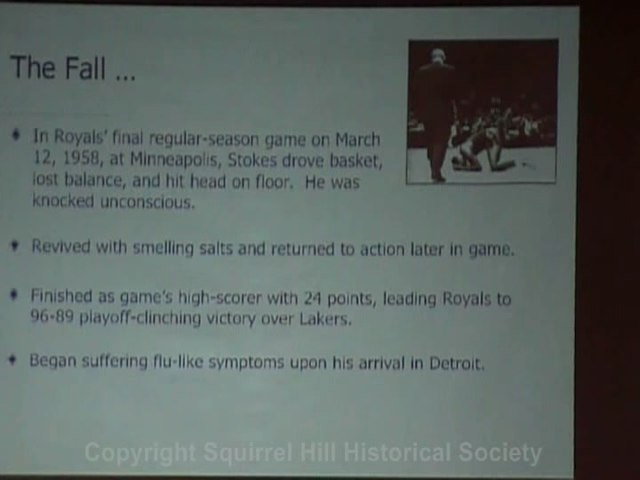 The Fall ...
In Royals' final regular-season game on March
12, 1958, at Minneapolis, Stokes drove basket,
lost balance, and hit head on floor. He was
knocked unconscious.
Revived with smelling salts and returned to action later in game.
Finished as game's high-scorer with 24 points, leading Royals to
96-89 playoff-clinching victory over Lakers.
Began suffering flu-like symptoms upon his arrival in Detroit.
Copyright Squirrel Hill Historical Society